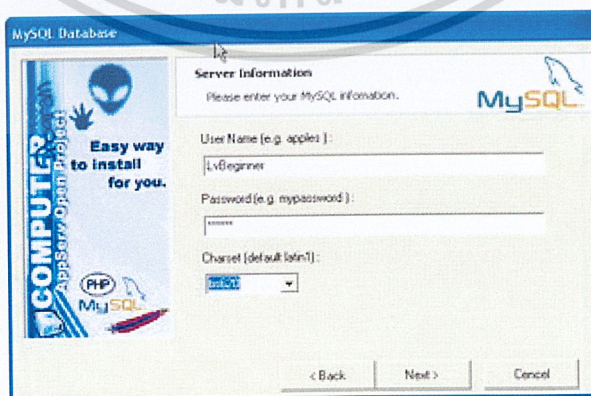 MySQL Database
Server Information
Please enter your MySQL infomation.
MySQL
User Name (e.g. apples ) :
LvBeginner
Password (e.g. mypassword ) :
******
Charset (default latin1) :
< Back
Next >
Cancel
COMPUTER
AppServ Open Project
Easy way
to install
for you.
PHP
MySQL